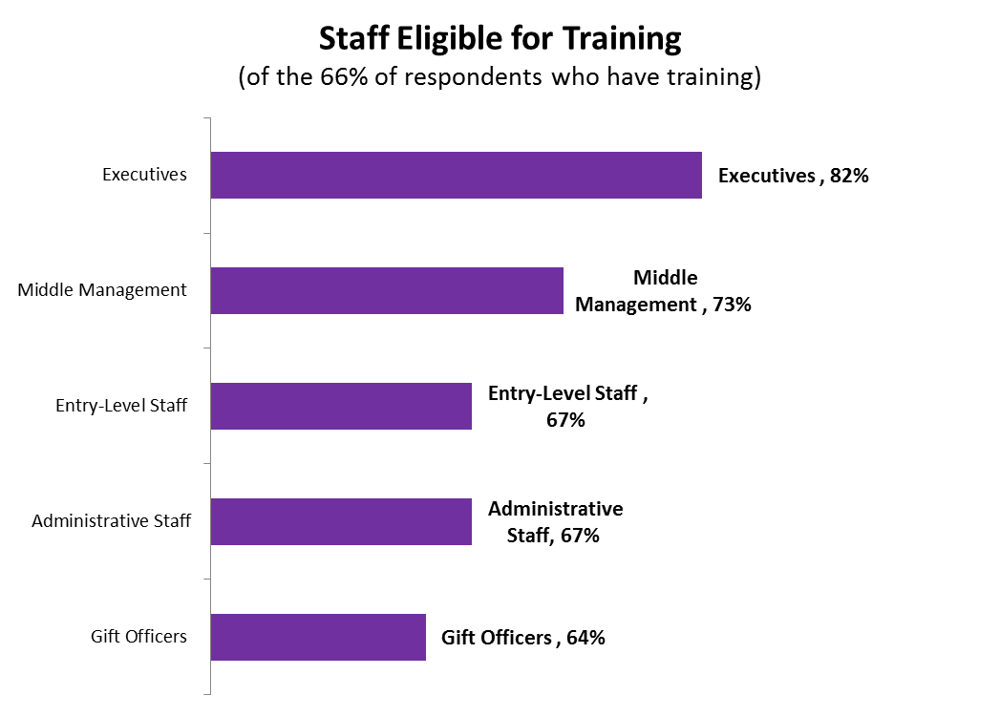 Staff Eligible for Training
(of the 66% of respondents who have training)
Executives
Executives , 82%
Middle Management
Middle
Management , 73%
Entry-Level Staff
Entry-Level Staff ,
67%
Administrative Staff
Administrative
Staff, 67%
Gift Officers
Gift Officers , 64%